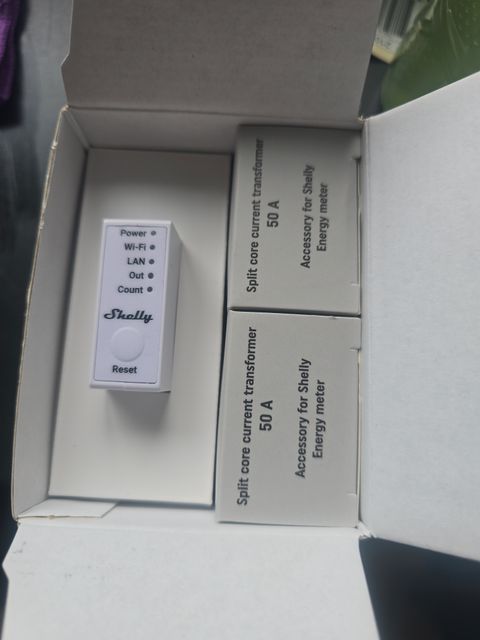 Power
Wi-Fi
LAN
Out
Count
Shelly
Reset
Split core current transformer
50 A
Accessory for Shelly
Energy meter
Split core current transformer
50 A
Accessory for Shelly
Energy meter